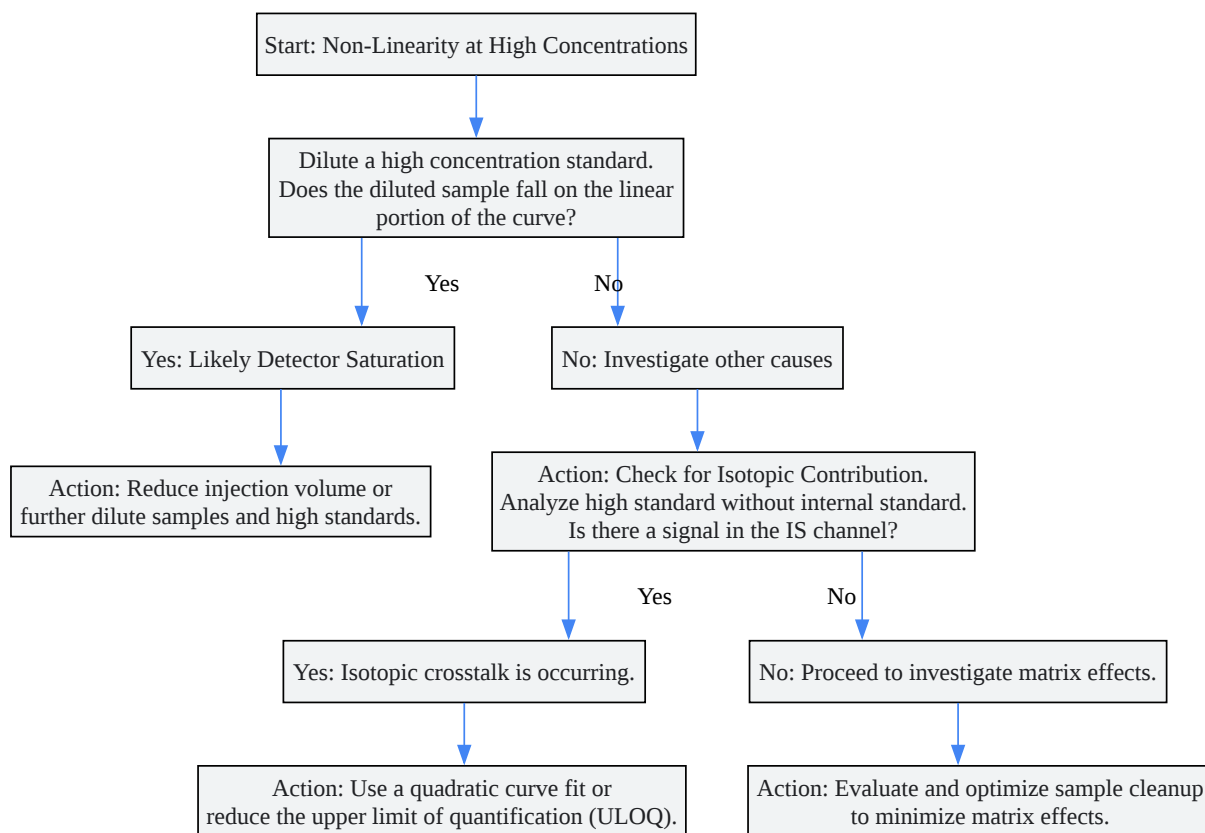 Start: Non-Linearity at High Concentrations
Dilute a high concentration standard.
Does the diluted sample fall on the linear
portion of the curve?
Yes
No
Yes: Likely Detector Saturation
No: Investigate other causes
Action: Reduce injection volume or
further dilute samples and high standards.
Action: Check for Isotopic Contribution.
Analyze high standard without internal standard.
Is there a signal in the IS channel?
Yes
No
Yes: Isotopic crosstalk is occurring.
No: Proceed to investigate matrix effects.
Action: Use a quadratic curve fit or
reduce the upper limit of quantification (ULOQ).
Action: Evaluate and optimize sample cleanup
to minimize matrix effects.